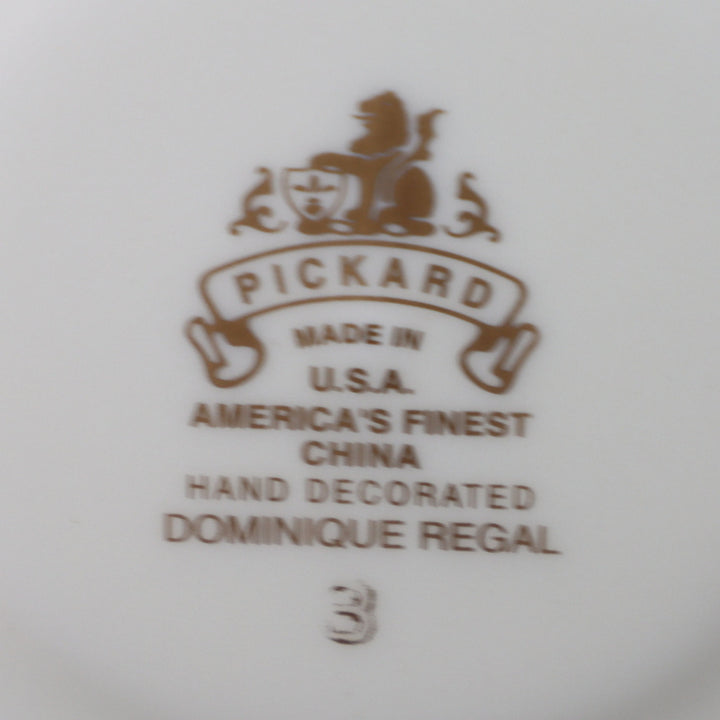 PICKARD
MADE IN
U.S.A.
AMERICA'S FINEST
CHINA
HAND DECORATED
DOMINIQUE REGAL
3